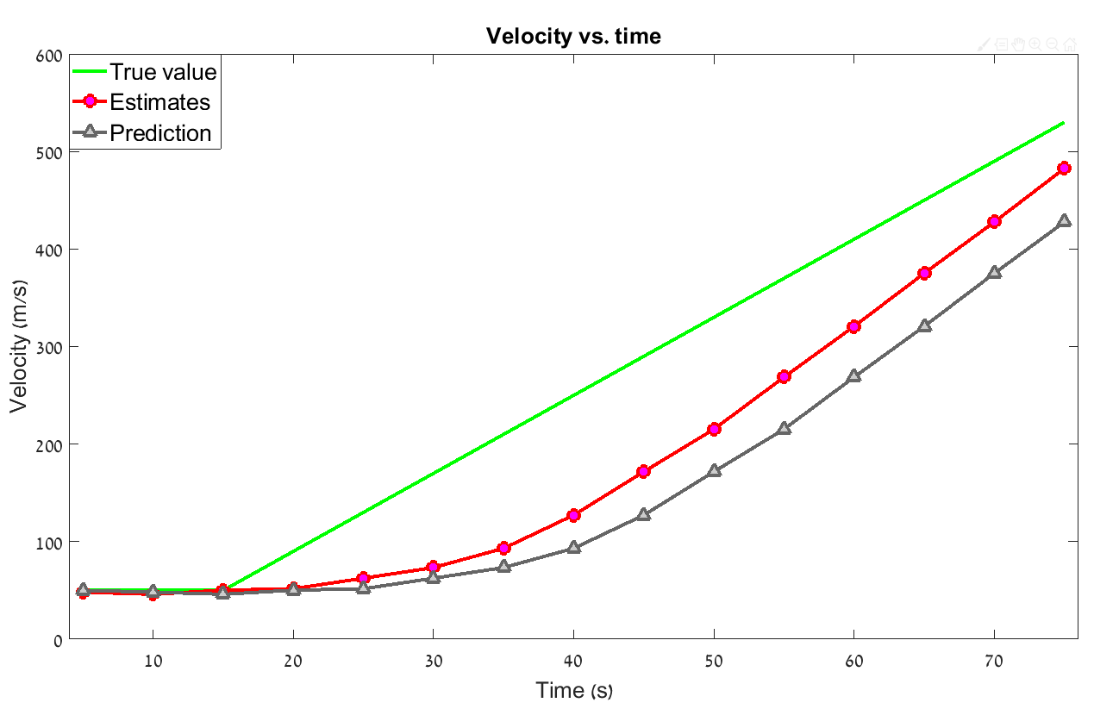 Velocity vs. time
True value
Estimates
Prediction
600
500
400
300
200
100
0
Velocity (m/s)
10 20 30 40 50 60 70
Time (s)